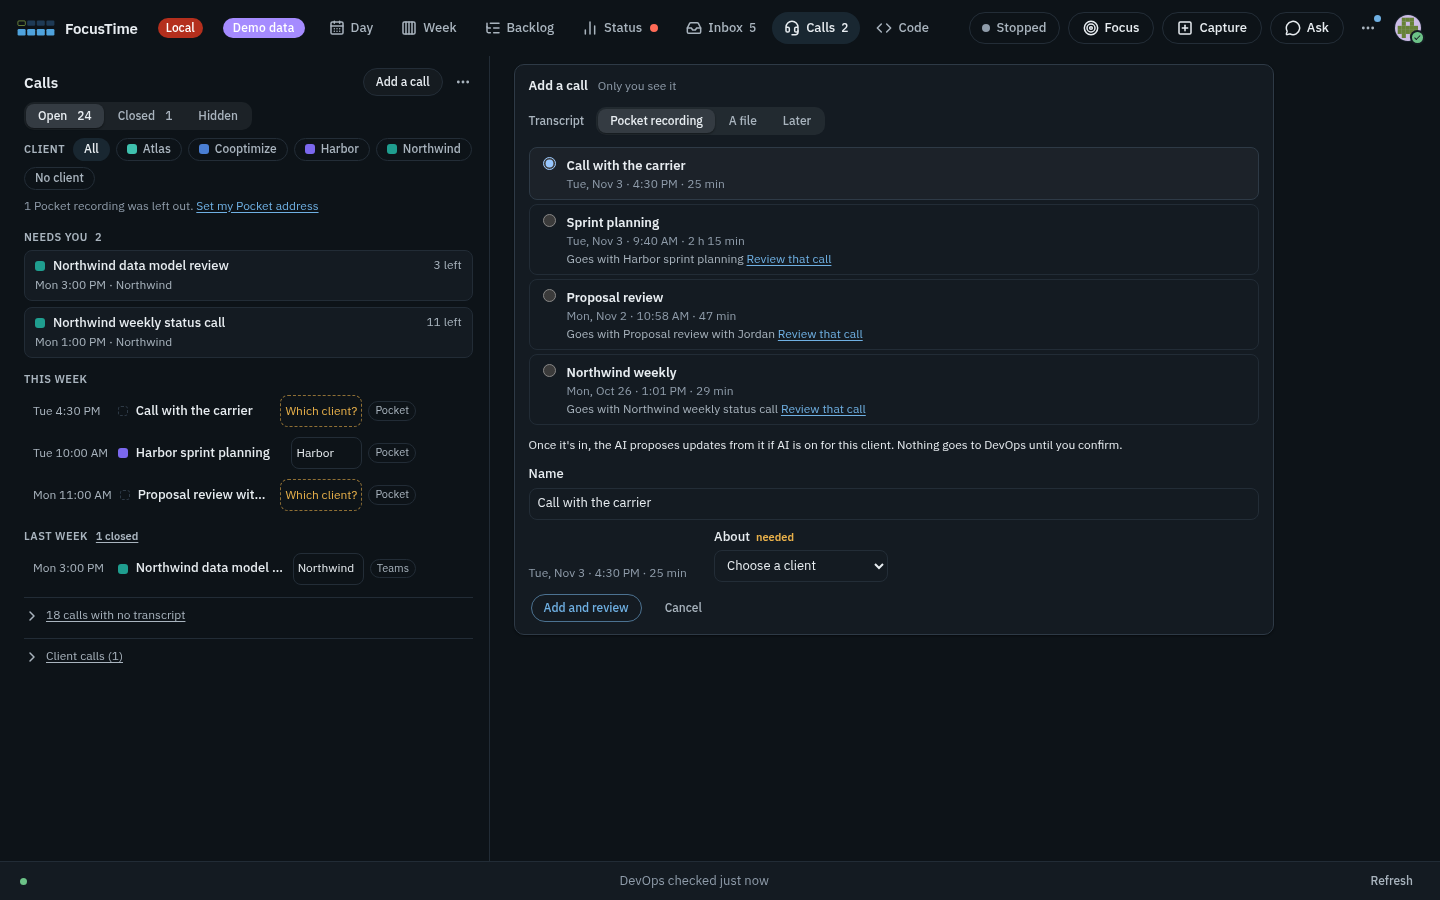 FocusTime
Local
Demo data
Day
Week
Backlog
Status
Inbox 5
Calls 2
Code
Stopped
Focus
Capture
Ask
Calls
Add a call
Open 24
Closed 1
Hidden
CLIENT
All
Atlas
Cooptimize
Harbor
Northwind
No client
1 Pocket recording was left out. Set my Pocket address
NEEDS YOU 2
Northwind data model review
3 left
Mon 3:00 PM · Northwind
Northwind weekly status call
11 left
Mon 1:00 PM · Northwind
THIS WEEK
Tue 4:30 PM Call with the carrier Which client? Pocket
Tue 10:00 AM Harbor sprint planning Harbor Pocket
Mon 11:00 AM Proposal review wit... Which client? Pocket
LAST WEEK 1 closed
Mon 3:00 PM Northwind data model ... Northwind Teams
18 calls with no transcript
Client calls (1)
Add a call Only you see it
Transcript Pocket recording A file Later
Call with the carrier
Tue, Nov 3 · 4:30 PM · 25 min
Sprint planning
Tue, Nov 3 · 9:40 AM · 2 h 15 min
Goes with Harbor sprint planning Review that call
Proposal review
Mon, Nov 2 · 10:58 AM · 47 min
Goes with Proposal review with Jordan Review that call
Northwind weekly
Mon, Oct 26 · 1:01 PM · 29 min
Goes with Northwind weekly status call Review that call
Once it's in, the AI proposes updates from it if AI is on for this client. Nothing goes to DevOps until you confirm.
Name
Call with the carrier
About needed
Tue, Nov 3 · 4:30 PM · 25 min
Choose a client
Add and review
Cancel
DevOps checked just now
Refresh